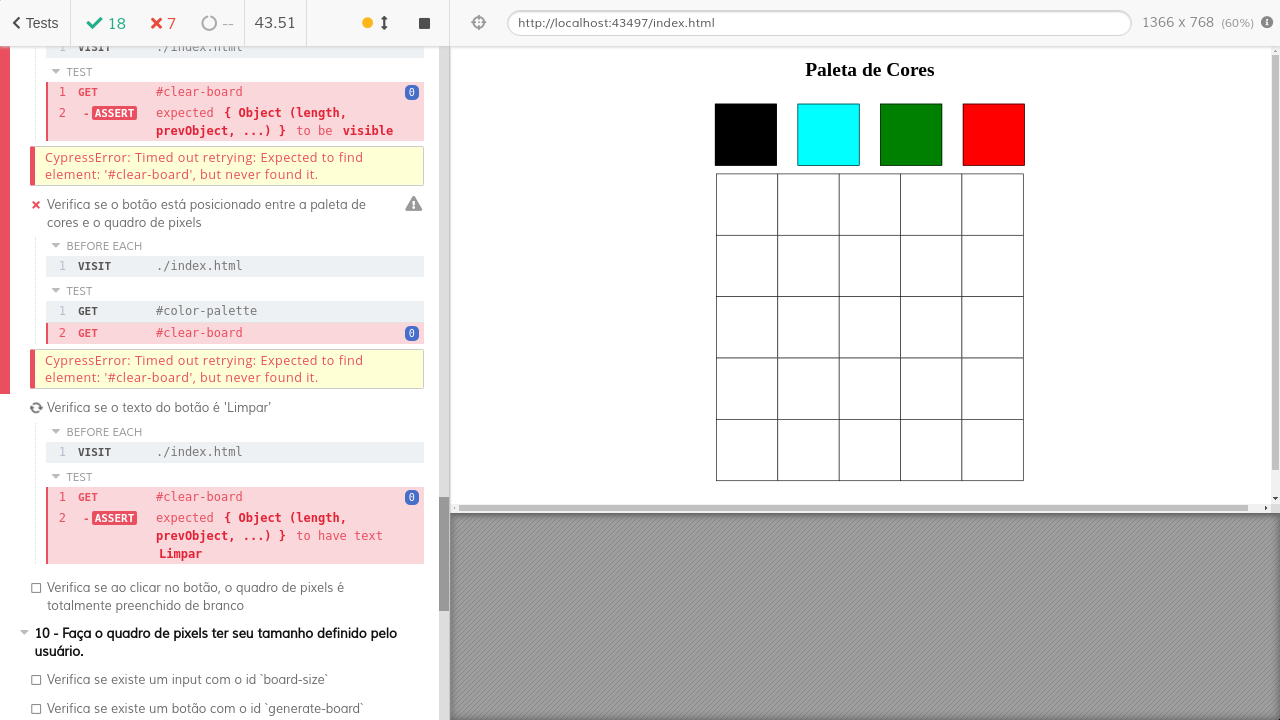 Tests
18
7
--
43.51
http://localhost:43497/index.html
1366 x 768 (60%)
1 VISIT ./index.html
TEST
1 GET #clear-board 0
2 -ASSERT expected { Object (length,
prevObject, ...) } to be visible
CypressError: Timed out retrying: Expected to find
element: '#clear-board', but never found it.
Verifica se o botão está posicionado entre a paleta de
cores e o quadro de pixels
BEFORE EACH
1 VISIT ./index.html
TEST
1 GET #color-palette
2 GET #clear-board 0
CypressError: Timed out retrying: Expected to find
element: '#clear-board', but never found it.
Verifica se o texto do botão é 'Limpar'
BEFORE EACH
1 VISIT ./index.html
TEST
1 GET #clear-board 0
2 -ASSERT expected { Object (length,
prevObject, ...) } to have text
Limpar
Verifica se ao clicar no botão, o quadro de pixels é
totalmente preenchido de branco
10 - Faça o quadro de pixels ter seu tamanho definido pelo
usuário.
Verifica se existe um input com o id `board-size`
Verifica se existe um botão com o id `generate-board`
Paleta de Cores